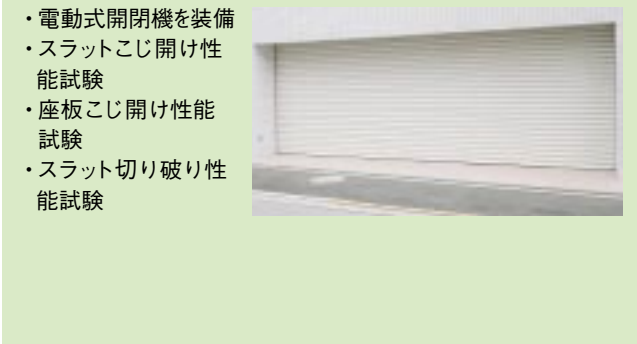 ・電動式開閉機を装備
・スラットこじ開け性
能試験
・座板こじ開け性能
試験
・スラット切り破り性
能試験